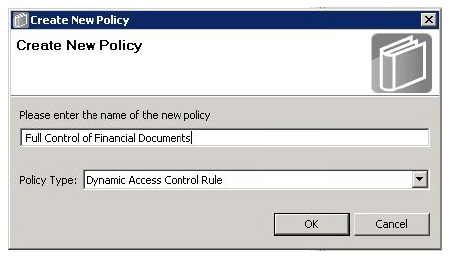 Create New Policy
Create New Policy
Please enter the name of the new policy
Full Control of Financial Documents
Policy Type: Dynamic Access Control Rule
OK Cancel